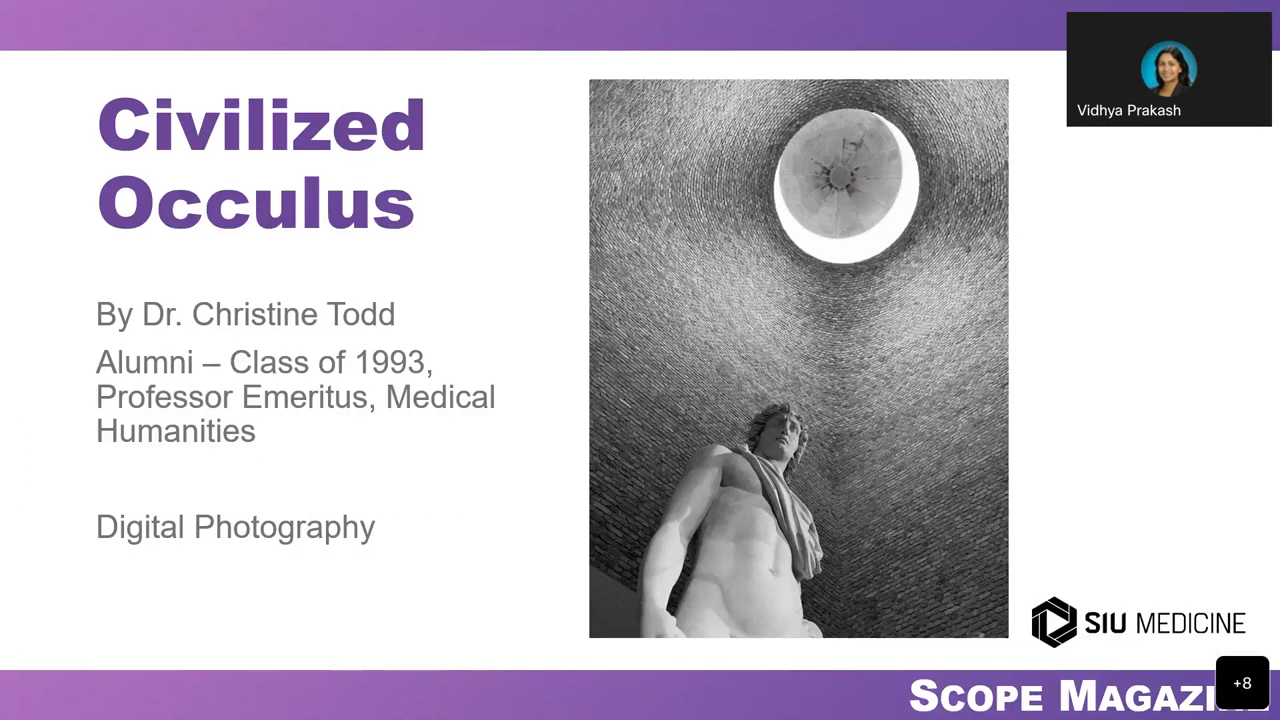 Civilized
Occulus
By Dr. Christine Todd
Alumni – Class of 1993,
Professor Emeritus, Medical
Humanities
Digital Photography
Vidhya Prakash
SIU MEDICINE
SCOPE MAGAZINE
+8